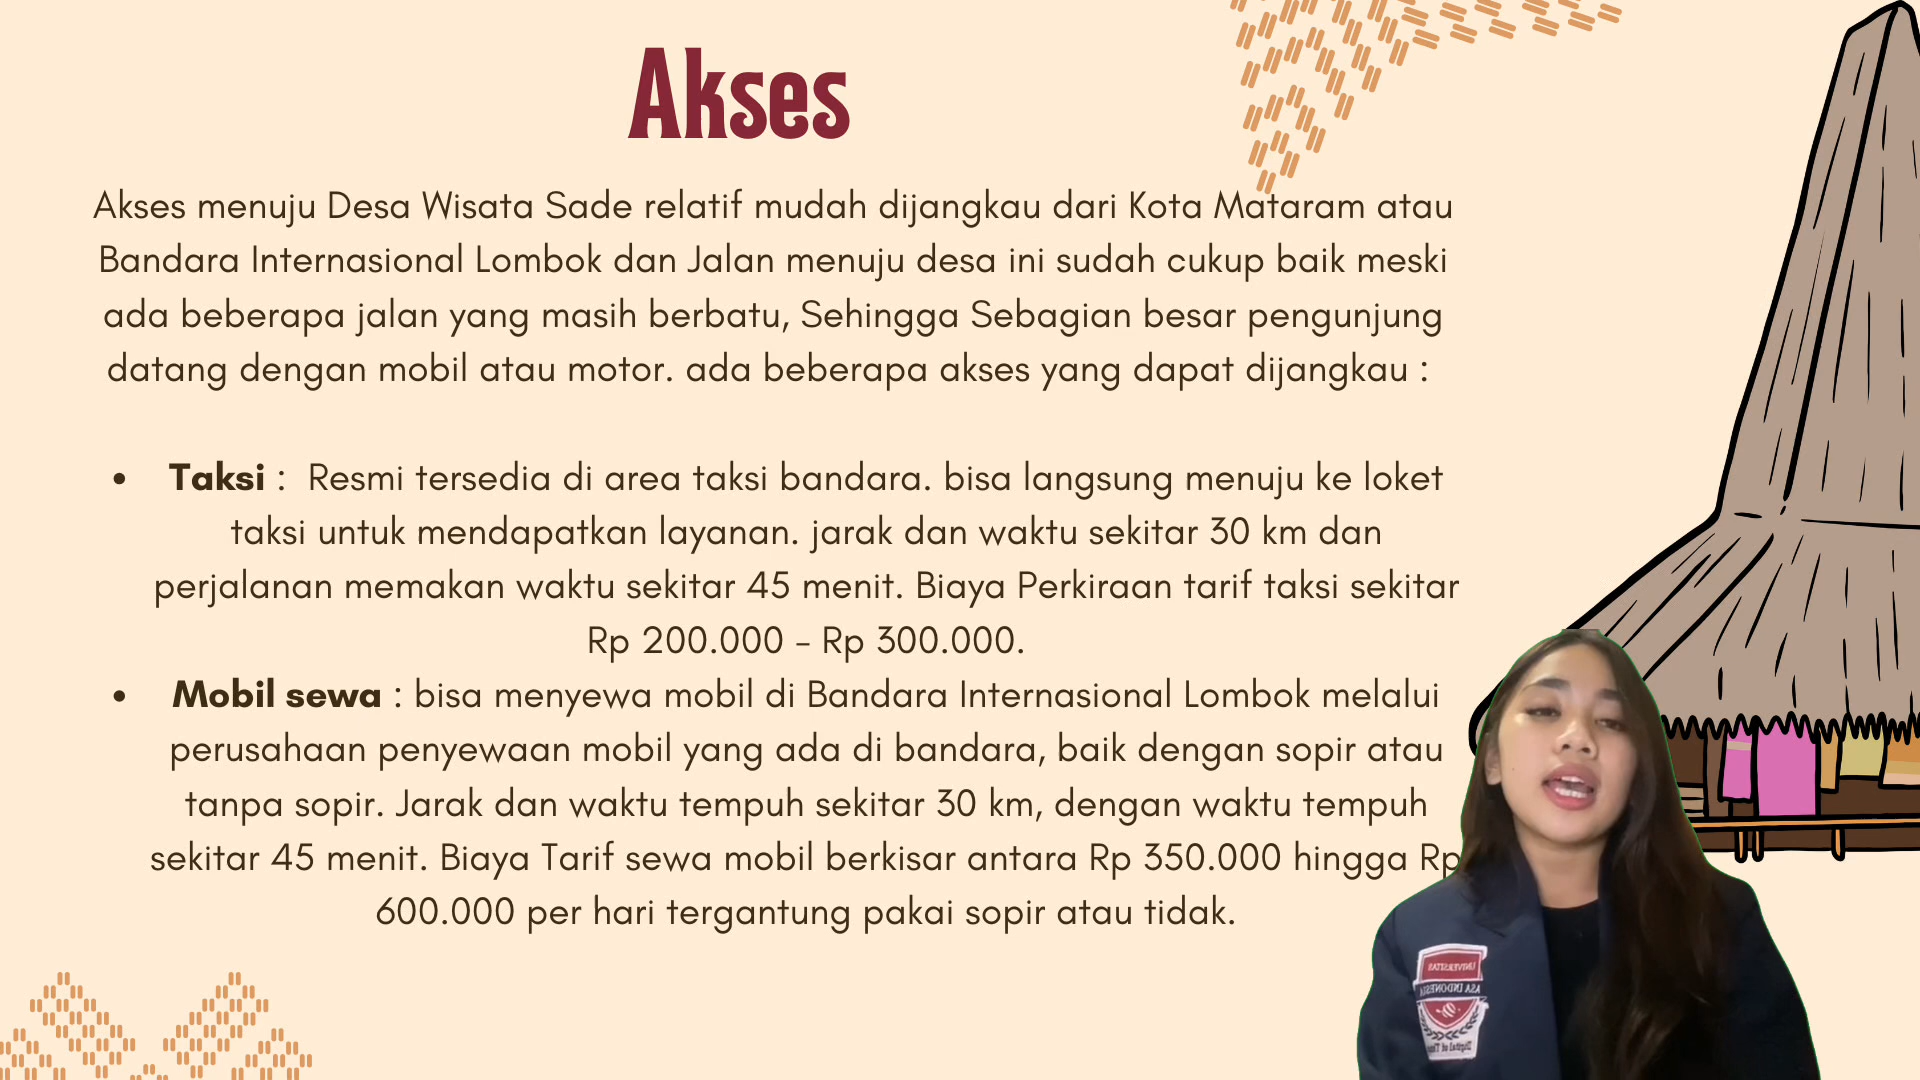 Akses
Akses menuju Desa Wisata Sade relatif mudah dijangkau dari Kota Mataram atau
Bandara Internasional Lombok dan Jalan menuju desa ini sudah cukup baik meski
ada beberapa jalan yang masih berbatu, Sehingga Sebagian besar pengunjung
datang dengan mobil atau motor. ada beberapa akses yang dapat dijangkau :
• Taksi : Resmi tersedia di area taksi bandara. bisa langsung menuju ke loket
taksi untuk mendapatkan layanan. jarak dan waktu sekitar 30 km dan
perjalanan memakan waktu sekitar 45 menit. Biaya Perkiraan tarif taksi sekitar
Rp 200.000 – Rp 300.000.
• Mobil sewa : bisa menyewa mobil di Bandara Internasional Lombok melalui
perusahaan penyewaan mobil yang ada di bandara, baik dengan sopir atau
tanpa sopir. Jarak dan waktu tempuh sekitar 30 km, dengan waktu tempuh
sekitar 45 menit. Biaya Tarif sewa mobil berkisar antara Rp 350.000 hingga Rp
600.000 per hari tergantung pakai sopir atau tidak.
UNIVERSITAS
ASA INDONESIA